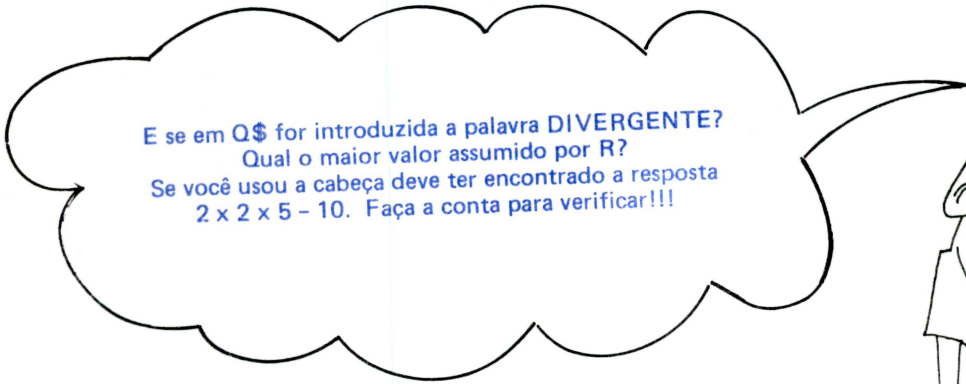 E se em Q$ for introduzida a palavra DIVERGENTE?
Qual o maior valor assumido por R?
Se você usou a cabeça deve ter encontrado a resposta
2 x 2 x 5 – 10. Faça a conta para verificar!!!